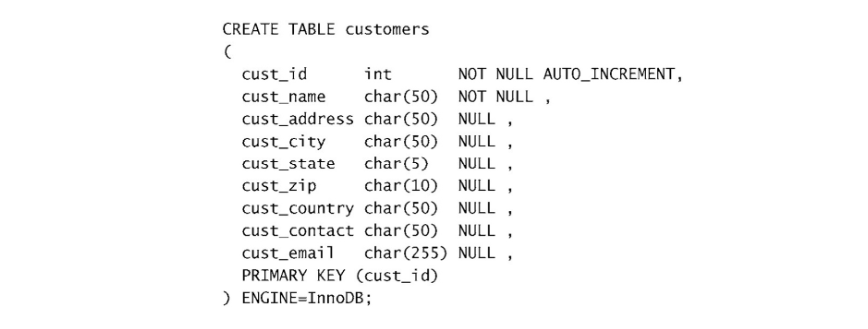 CREATE TABLE customers
(
  cust_id      int       NOT NULL AUTO_INCREMENT,
  cust_name    char(50)  NOT NULL ,
  cust_address char(50)  NULL ,
  cust_city    char(50)  NULL ,
  cust_state   char(5)   NULL ,
  cust_zip     char(10)  NULL ,
  cust_country char(50)  NULL ,
  cust_contact char(50)  NULL ,
  cust_email   char(255) NULL ,
  PRIMARY KEY (cust_id)
) ENGINE=InnoDB;